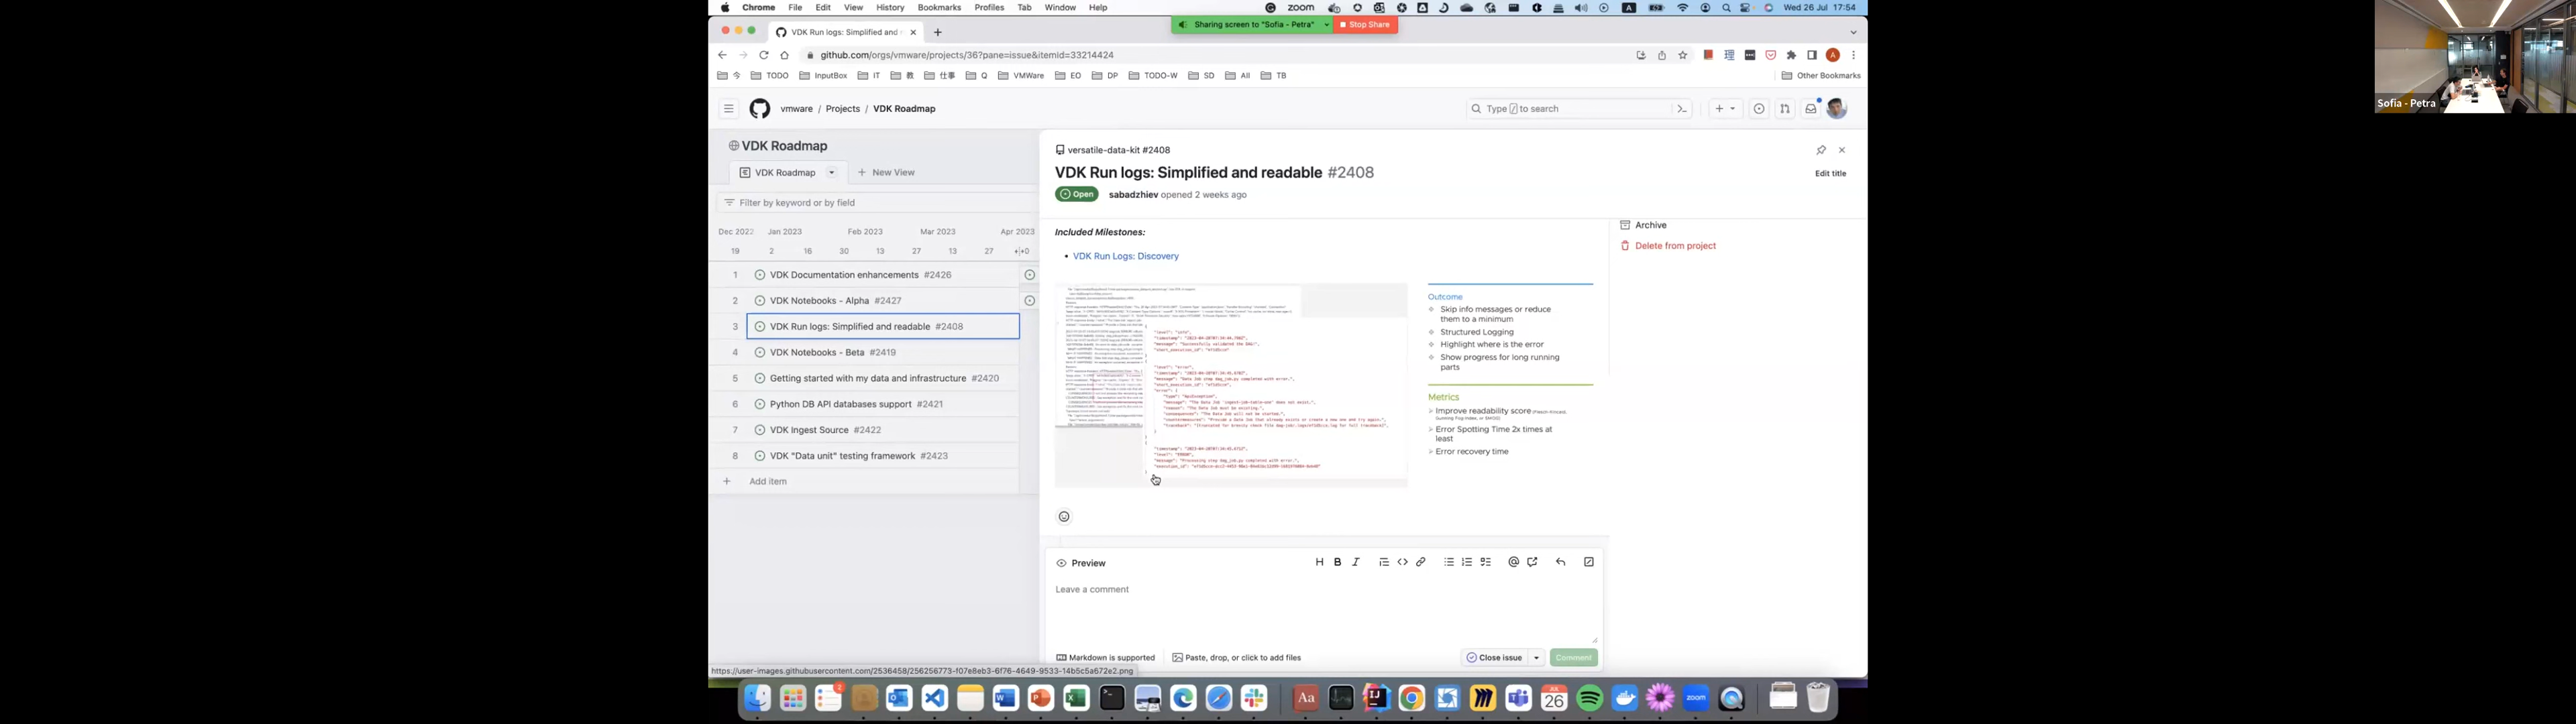 Chrome File Edit View History Bookmarks Profiles Tab Window Help
zoom
A
Wed 26 Jul 17:54
Sharing screen to "Sofia - Petra"
Stop Share
VDK Run logs: Simplified and r
github.com/orgs/vmware/projects/36?pane=issue&itemid=33214424
今 TODO InputBox IT 教 仕事 Q VMWare EO DP TODO-W SD All TB
Other Bookmarks
vmware / Projects / VDK Roadmap
Type / to search
VDK Roadmap
VDK Roadmap
New View
Filter by keyword or by field
Dec 2022 Jan 2023 Feb 2023 Mar 2023 Apr 2023
19 2 16 30 13 27 13 27
1 VDK Documentation enhancements #2426
2 VDK Notebooks - Alpha #2427
3 VDK Run logs: Simplified and readable #2408
4 VDK Notebooks - Beta #2419
5 Getting started with my data and infrastructure #2420
6 Python DB API databases support #2421
7 VDK Ingest Source #2422
8 VDK "Data unit" testing framework #2423
+ Add item
versatile-data-kit #2408
VDK Run logs: Simplified and readable #2408
Edit title
Open
sabadzhiev opened 2 weeks ago
Included Milestones:
• VDK Run Logs: Discovery
Archive
Delete from project
Outcome
Skip info messages or reduce
them to a minimum
Structured Logging
Highlight where is the error
Show progress for long running
parts
Metrics
Improve readability score
Error Spotting Time 2x times at
least
Error recovery time
Preview
H B I
Leave a comment
Markdown is supported
Paste, drop, or click to add files
Close issue
Comment
https://user-images.githubusercontent.com/2536458/256256773-f07e8eb3-6f76-4649-9533-14b5c5a672e2.png
Sofia - Petra